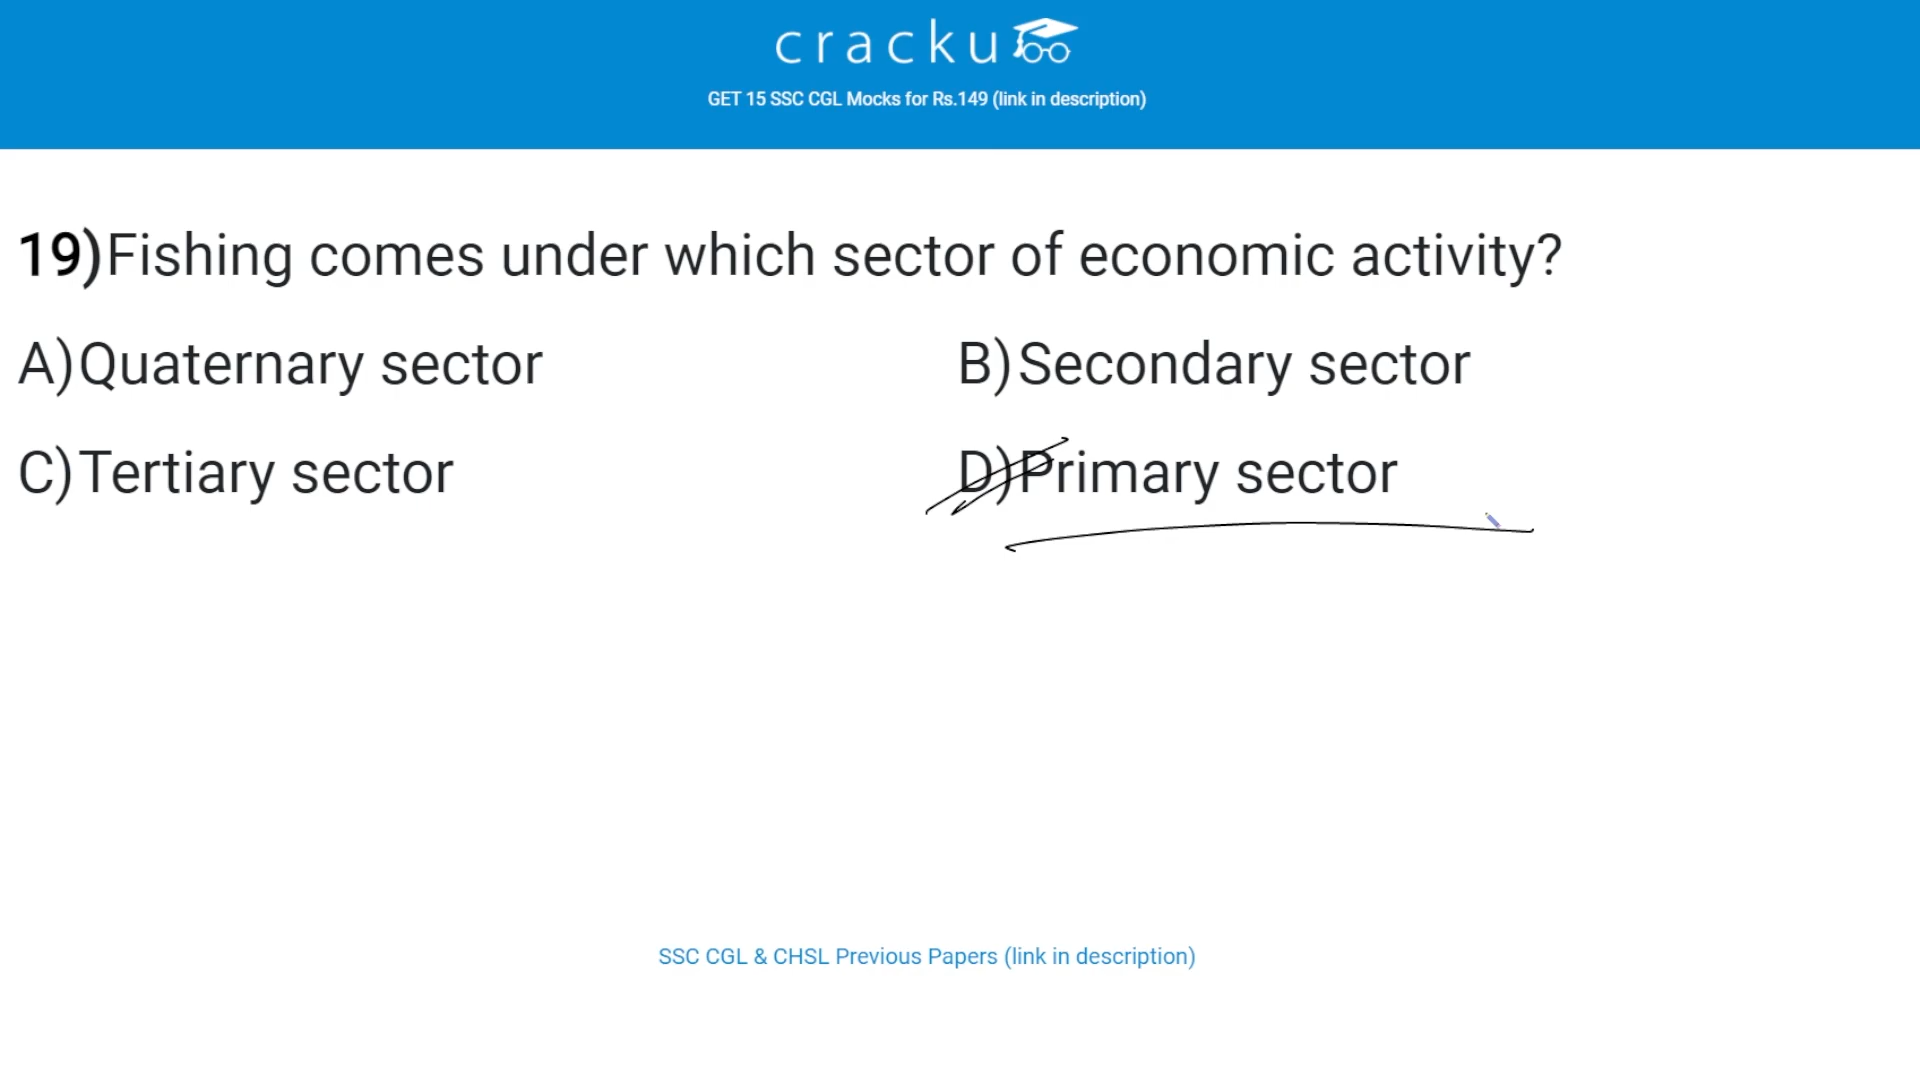 cracku
GET 15 SSC CGL Mocks for Rs.149 (link in description)
19)Fishing comes under which sector of economic activity?
A)Quaternary sector
B)Secondary sector
C)Tertiary sector
D)Primary sector
SSC CGL & CHSL Previous Papers (link in description)